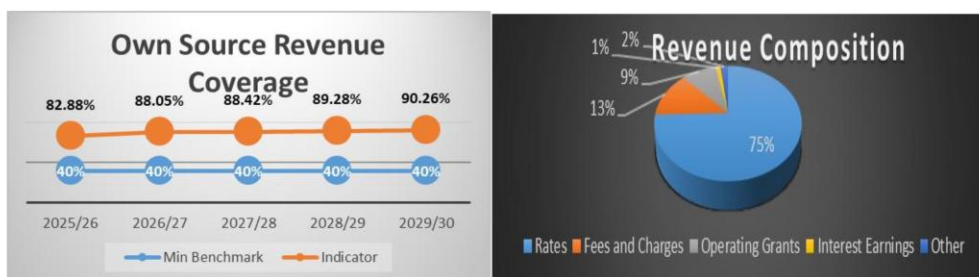 Own Source Revenue
Coverage
82.88% 88.05% 88.42% 89.28% 90.26%
40% 40% 40% 40% 40%
2025/26 2026/27 2027/28 2028/29 2029/30
Min Benchmark Indicator
Revenue Composition
1% 2%
9%
13%
75%
Rates Fees and Charges Operating Grants Interest Earnings Other